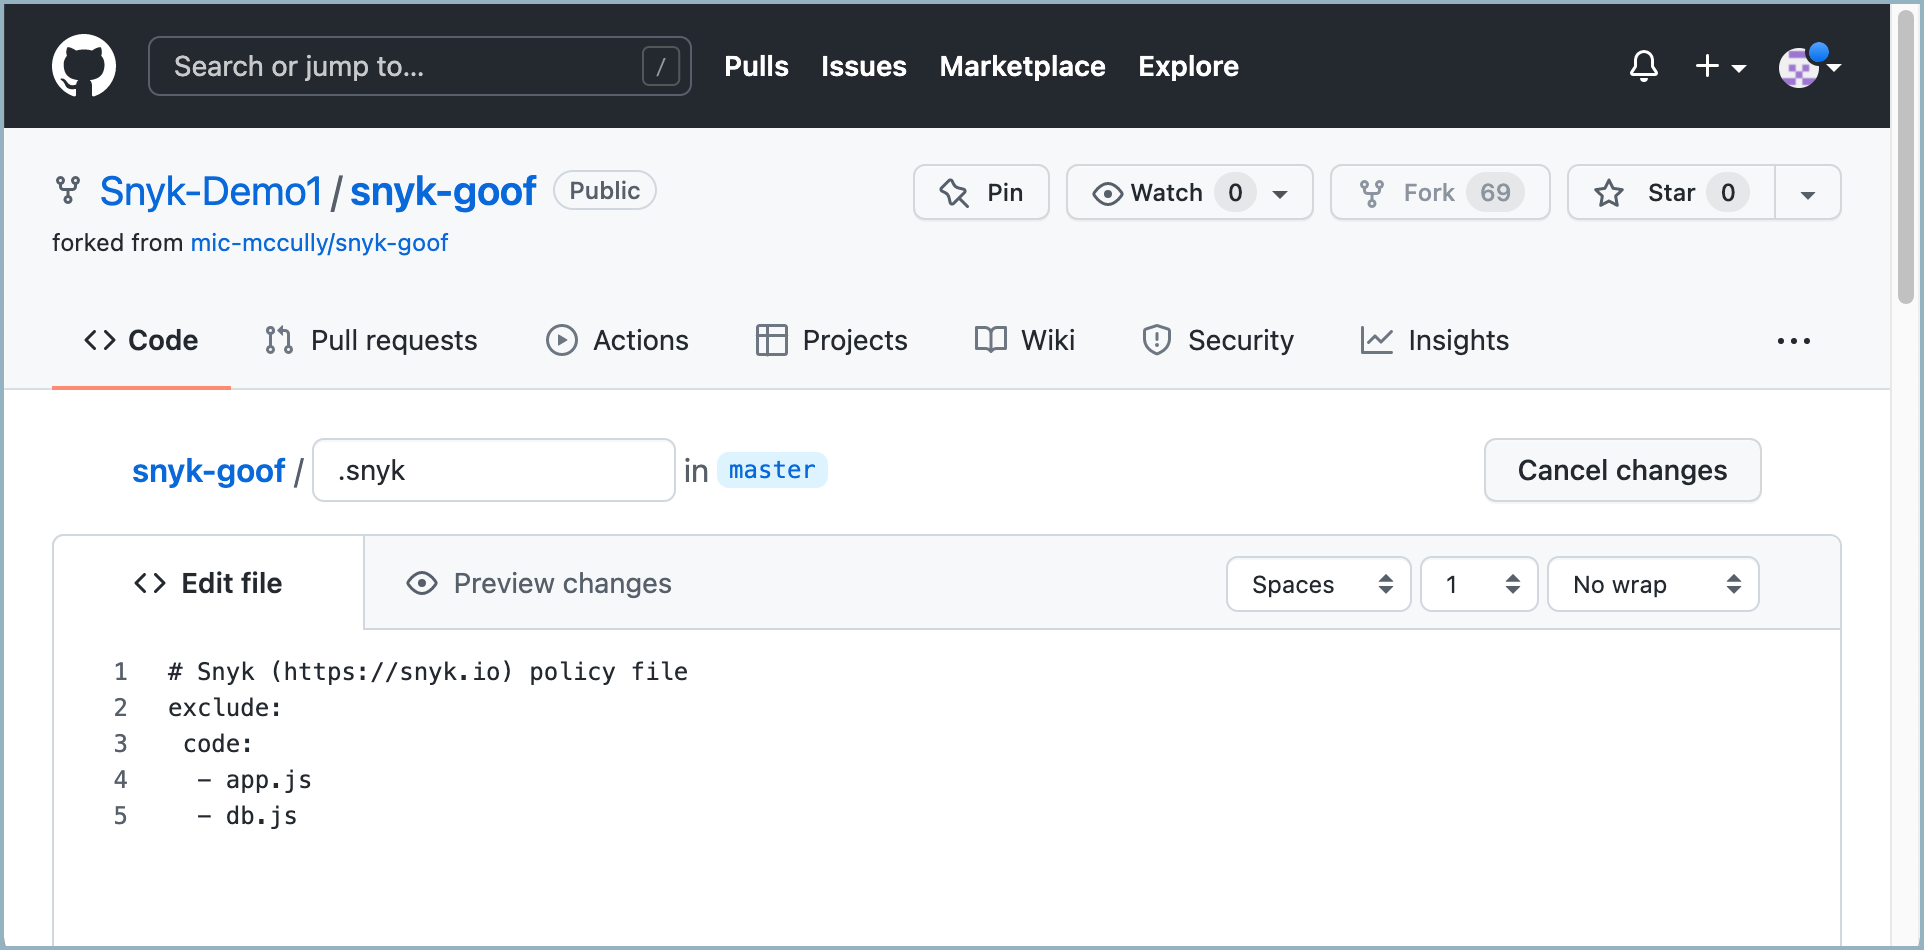 Search or jump to... / Pulls Issues Marketplace Explore
Snyk-Demo1 / snyk-goof Public Pin Watch 0 Fork 69 Star 0
forked from mic-mccully/snyk-goof
Code Pull requests Actions Projects Wiki Security Insights ...
snyk-goof / .snyk in master Cancel changes
Edit file Preview changes Spaces 1 No wrap
1 # Snyk (https://snyk.io) policy file
2 exclude:
3  code:
4   - app.js
5   - db.js